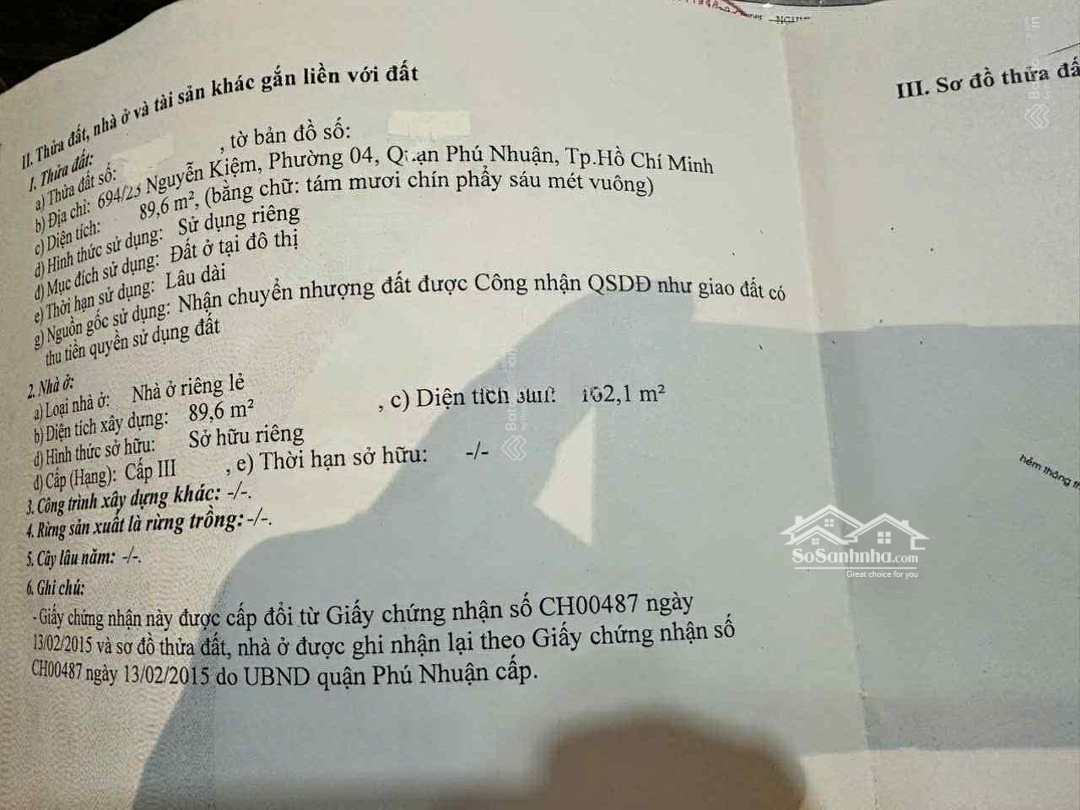 II. Thửa đất, nhà ở và tài sản khác gắn liền với đất
1. Thửa đất:
a) Thửa đất số: , tờ bản đồ số:
b) Địa chỉ: 694/23 Nguyễn Kiệm, Phường 04, Quận Phú Nhuận, Tp.Hồ Chí Minh
c) Diện tích: 89,6 m², (bằng chữ: tám mươi chín phẩy sáu mét vuông)
d) Hình thức sử dụng: Sử dụng riêng
đ) Mục đích sử dụng: Đất ở tại đô thị
e) Thời hạn sử dụng: Lâu dài
g) Nguồn gốc sử dụng: Nhận chuyển nhượng đất được Công nhận QSDĐ như giao đất có
thu tiền quyền sử dụng đất
2. Nhà ở:
a) Loại nhà ở: Nhà ở riêng lẻ
b) Diện tích xây dựng: 89,6 m² , c) Diện tích
d) Hình thức sở hữu: Sở hữu riêng
đ) Cấp (Hạng): Cấp III , e) Thời hạn sở hữu: -/-
3. Công trình xây dựng khác: -/-.
4. Rừng sản xuất là rừng trồng: -/-.
5. Cây lâu năm: -/-.
6. Ghi chú:
- Giấy chứng nhận này được cấp đổi từ Giấy chứng nhận số CH00487 ngày
13/02/2015 và sơ đồ thửa đất, nhà ở được ghi nhận lại theo Giấy chứng nhận số
CH00487 ngày 13/02/2015 do UBND quận Phú Nhuận cấp.
III. Sơ đồ thửa đấ
hẻm thông
SoSanhnha.com
Great choice for you